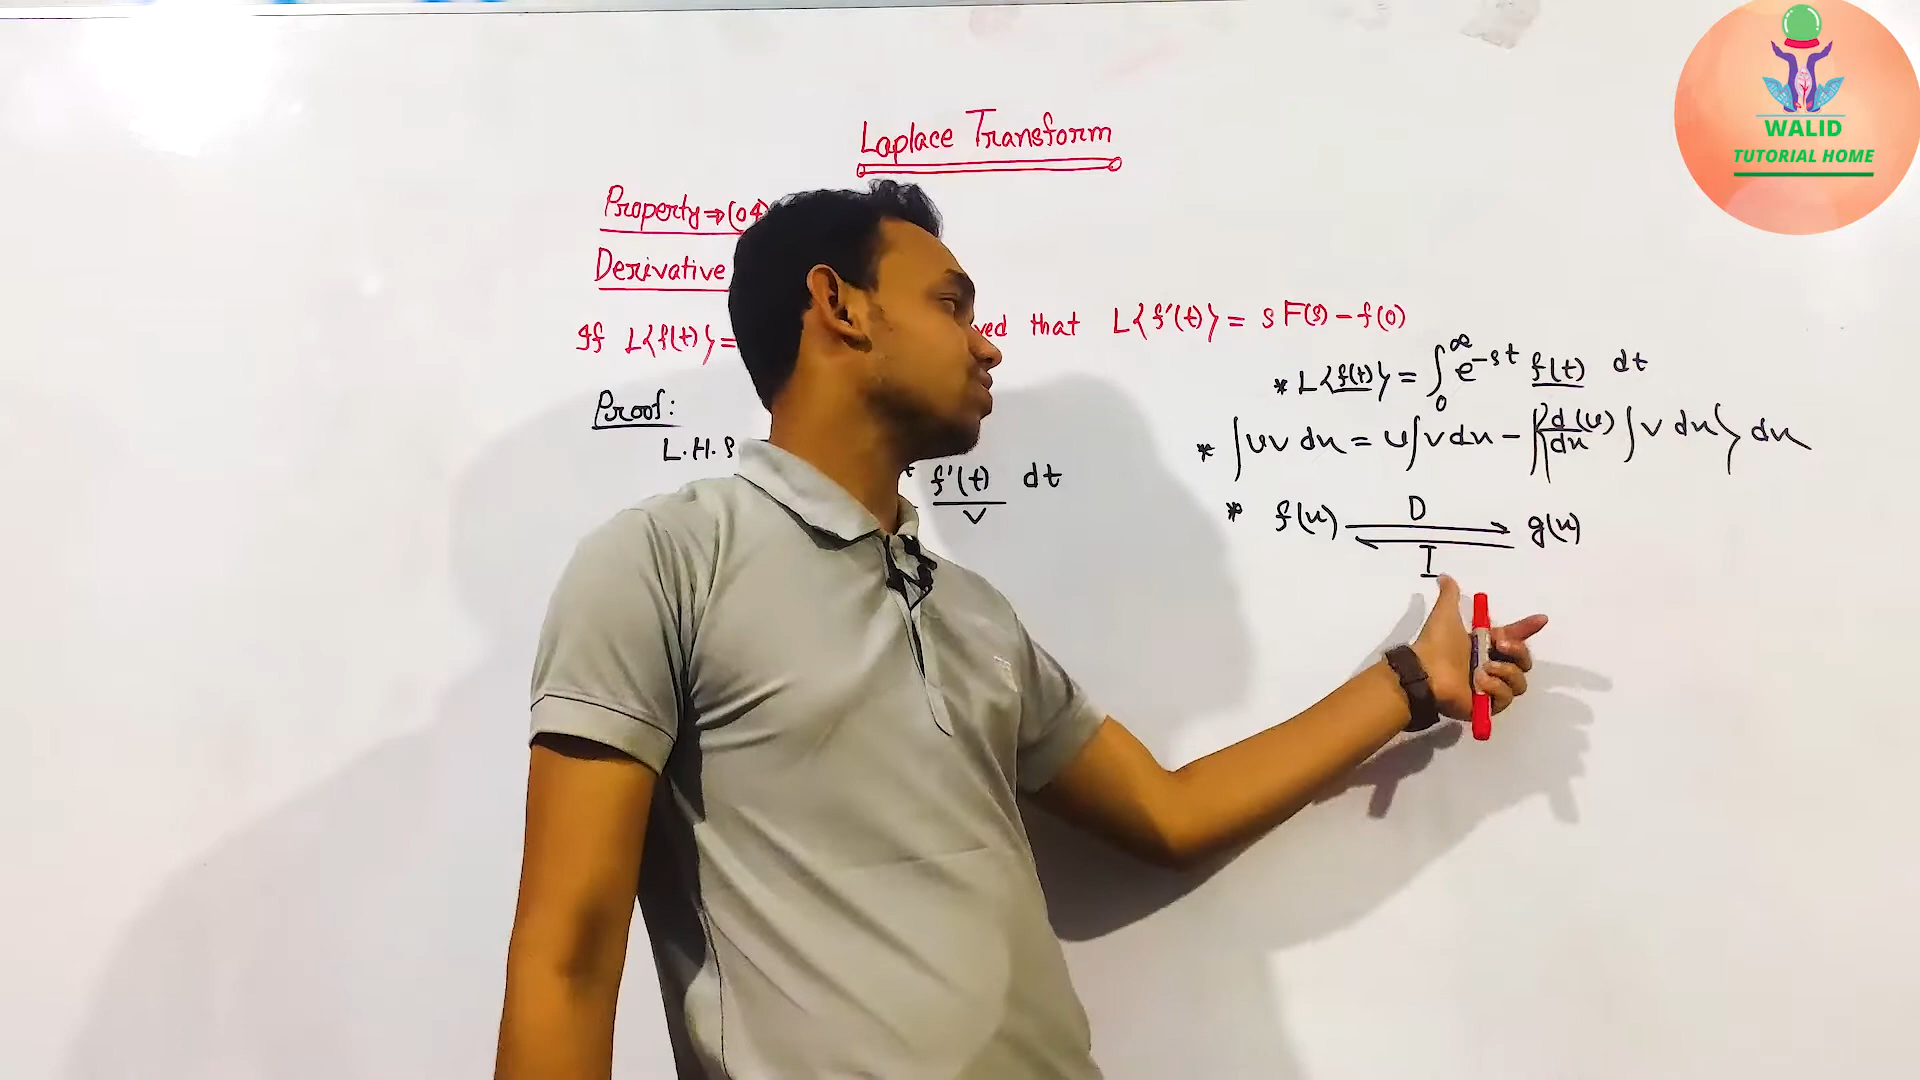 WALID
TUTORIAL HOME
Laplace Transform
Property ⇒ (04)
Derivative
If L{f(t)} =
that L{f'(t)} = s F(s) - f(0)
* L{f(t)} = ∫₀^∞ e^{-st} f(t) dt
Proof:
* ∫uv dx = u∫v dx - ∫{d/dx (u) ∫v dx} dx
L.H.S
f'(t) dt
v
* f(x) D g(x)
I